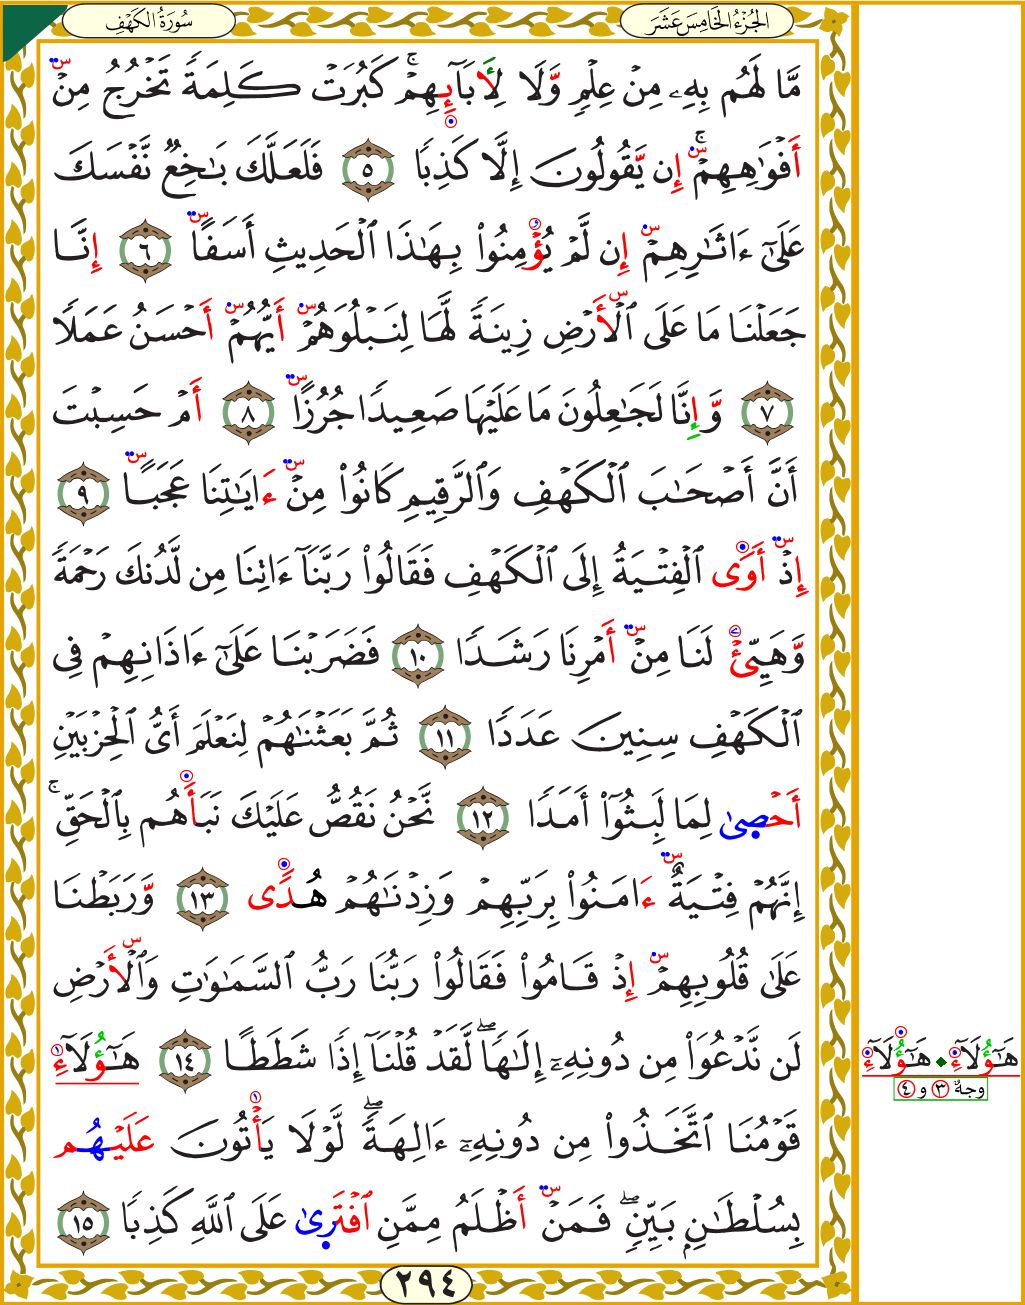 سُورَةُ الكَهْفِ
الجُزْءُ الخَامِسَ عَشَرَ
مَّا لَهُم بِهِۦ مِنْ عِلْمٍ وَّلَا لِأَبَآئِهِمْۚ كَبُرَتْ كَلِمَةً تَخْرُجُ مِنْ
أَفْوَٰهِهِمْۚ إِن يَّقُولُونَ إِلَّا كَذِبًا ٥ فَلَعَلَّكَ بَـٰخِعٌ نَّفْسَكَ
عَلَىٰٓ ءَاثَـٰرِهِمْ إِن لَّمْ يُؤْمِنُوا۟ بِهَـٰذَا ٱلْحَدِيثِ أَسَفًا ٦ إِنَّا
جَعَلْنَا مَا عَلَى ٱلْأَرْضِ زِينَةً لَّهَا لِنَبْلُوَهُمْ أَيُّهُمْ أَحْسَنُ عَمَلًا
٧ وَّإِنَّا لَجَـٰعِلُونَ مَا عَلَيْهَا صَعِيدًا جُرُزًا ٨ أَمْ حَسِبْتَ
أَنَّ أَصْحَـٰبَ ٱلْكَهْفِ وَٱلرَّقِيمِ كَانُوا۟ مِنْ ءَايَـٰتِنَا عَجَبًا ٩
إِذْ أَوَى ٱلْفِتْيَةُ إِلَى ٱلْكَهْفِ فَقَالُوا۟ رَبَّنَآ ءَاتِنَا مِن لَّدُنكَ رَحْمَةً
وَّهَيِّئْ لَنَا مِنْ أَمْرِنَا رَشَدًا ١٠ فَضَرَبْنَا عَلَىٰٓ ءَاذَانِهِمْ فِى
ٱلْكَهْفِ سِنِينَ عَدَدًا ١١ ثُمَّ بَعَثْنَـٰهُمْ لِنَعْلَمَ أَىُّ ٱلْحِزْبَيْنِ
أَحْصَىٰ لِمَا لَبِثُوٓا۟ أَمَدًا ١٢ نَّحْنُ نَقُصُّ عَلَيْكَ نَبَأَهُم بِٱلْحَقِّۚ
إِنَّهُمْ فِتْيَةٌ ءَامَنُوا۟ بِرَبِّهِمْ وَزِدْنَـٰهُمْ هُدًى ١٣ وَّرَبَطْنَا
عَلَىٰ قُلُوبِهِمْ إِذْ قَامُوا۟ فَقَالُوا۟ رَبُّنَا رَبُّ ٱلسَّمَـٰوَٰتِ وَٱلْأَرْضِ
لَن نَّدْعُوَا۟ مِن دُونِهِۦٓ إِلَـٰهًاۖ لَّقَدْ قُلْنَآ إِذًا شَطَطًا ١٤ هَـٰٓؤُلَآءِ
قَوْمُنَا ٱتَّخَذُوا۟ مِن دُونِهِۦٓ ءَالِهَةًۖ لَّوْلَا يَأْتُونَ عَلَيْهُم
بِسُلْطَـٰنٍۭ بَيِّنٍۖ فَمَنْ أَظْلَمُ مِمَّنِ ٱفْتَرَىٰ عَلَى ٱللَّهِ كَذِبًا ١٥
هَـٰٓؤُلَآءِ ◆ هَـٰٓؤُلَآءِ
وجهٌ ٣ و ٤
٢٩٤